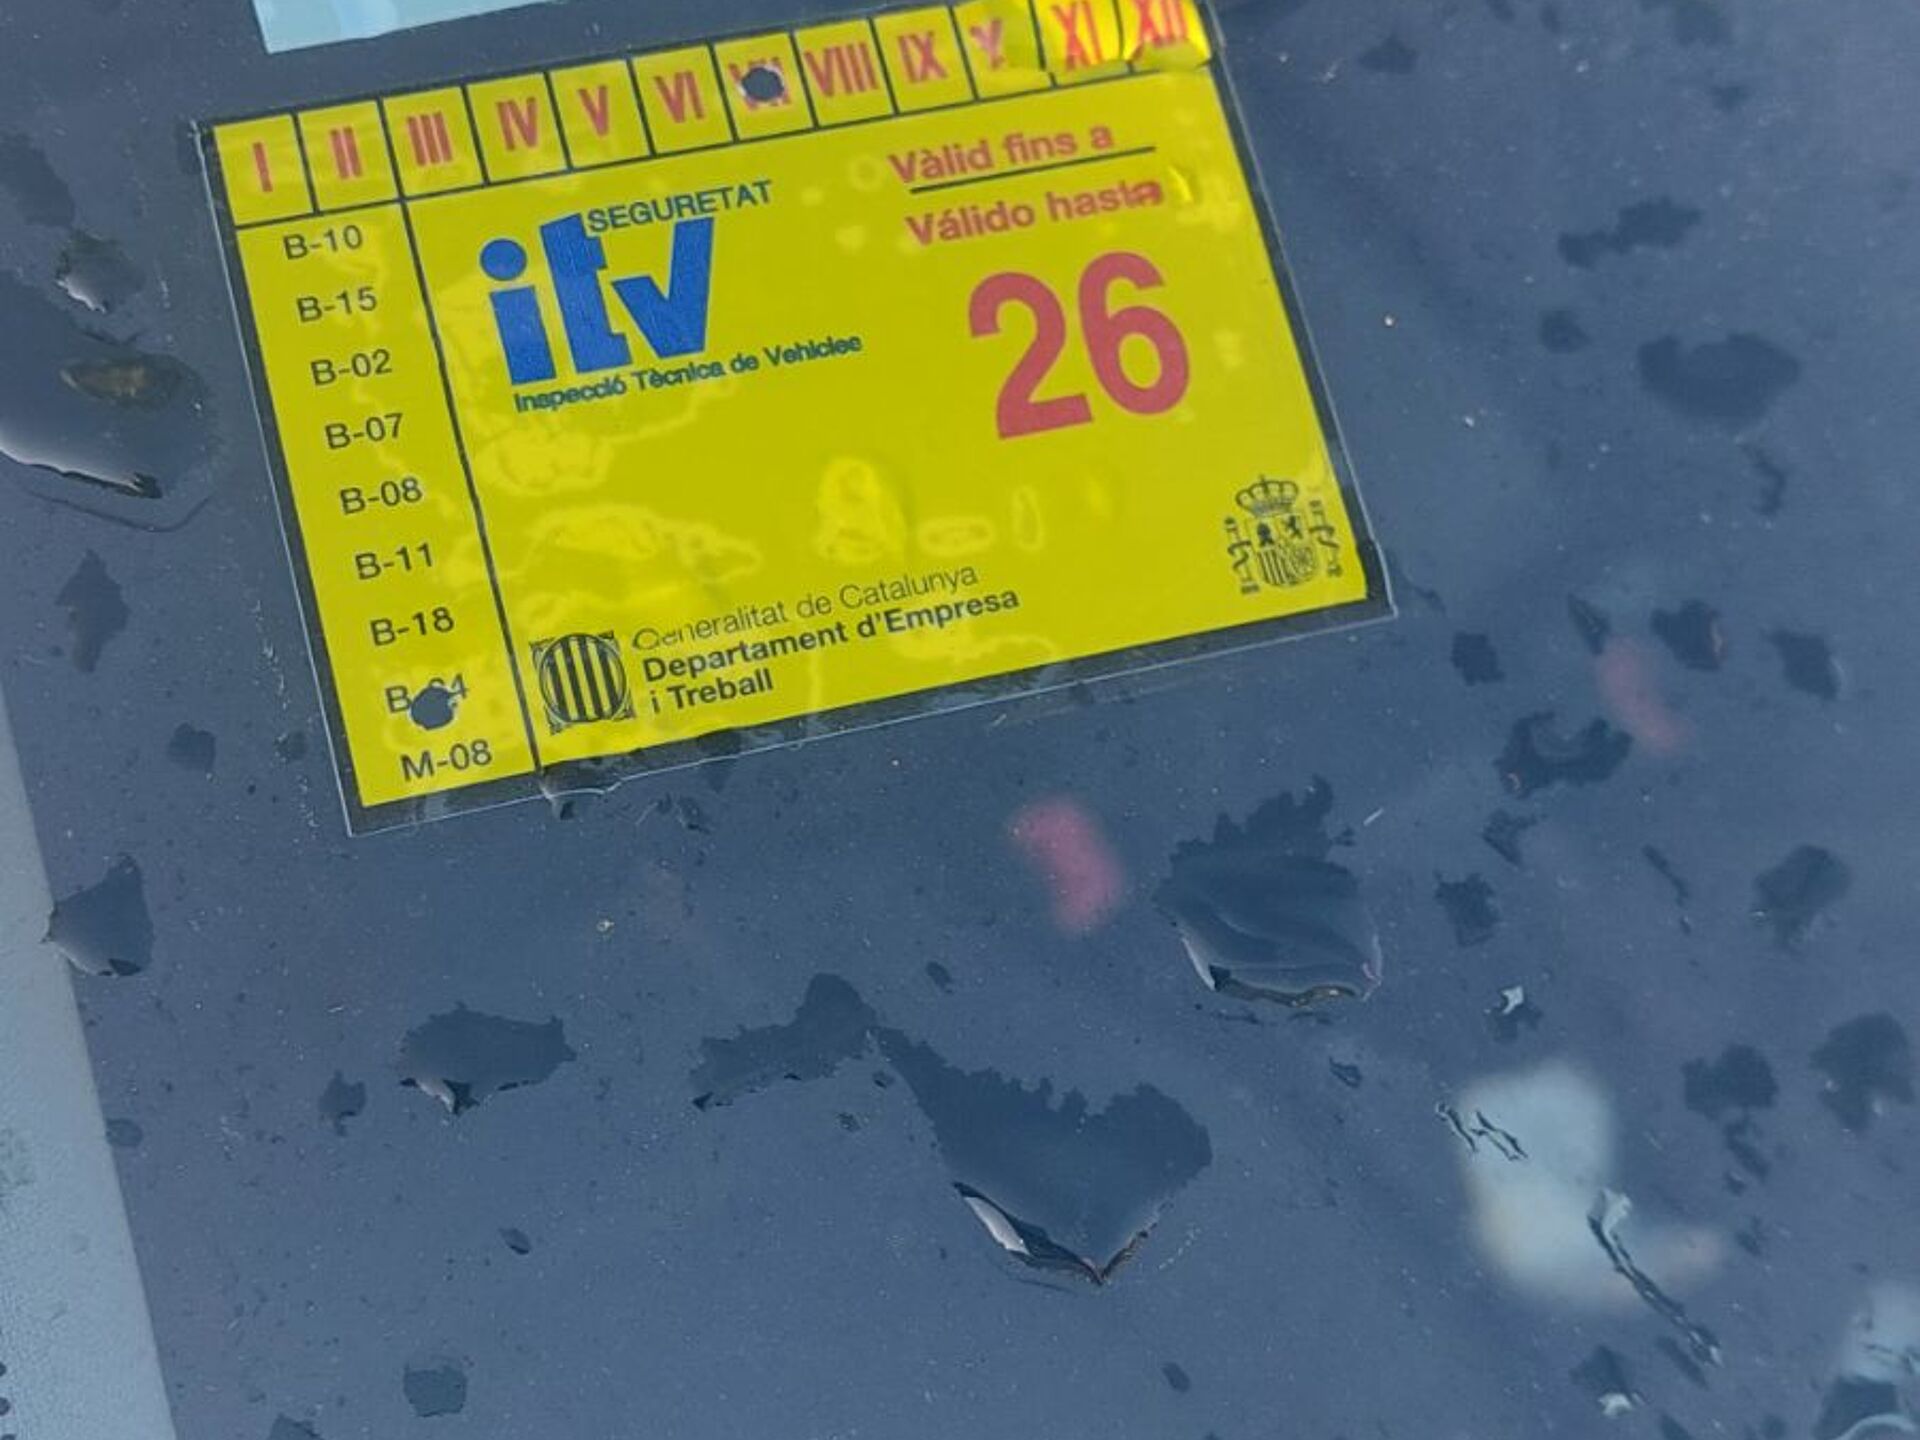 I II III IV V VI VII VIII IX X XI XII
B-10
B-15
B-02
B-07
B-08
B-11
B-18
M-08
SEGURETAT
itv
Inspecció Tècnica de Vehicles
Vàlid fins a
Válido hasta
26
Generalitat de Catalunya
Departament d'Empresa
i Treball